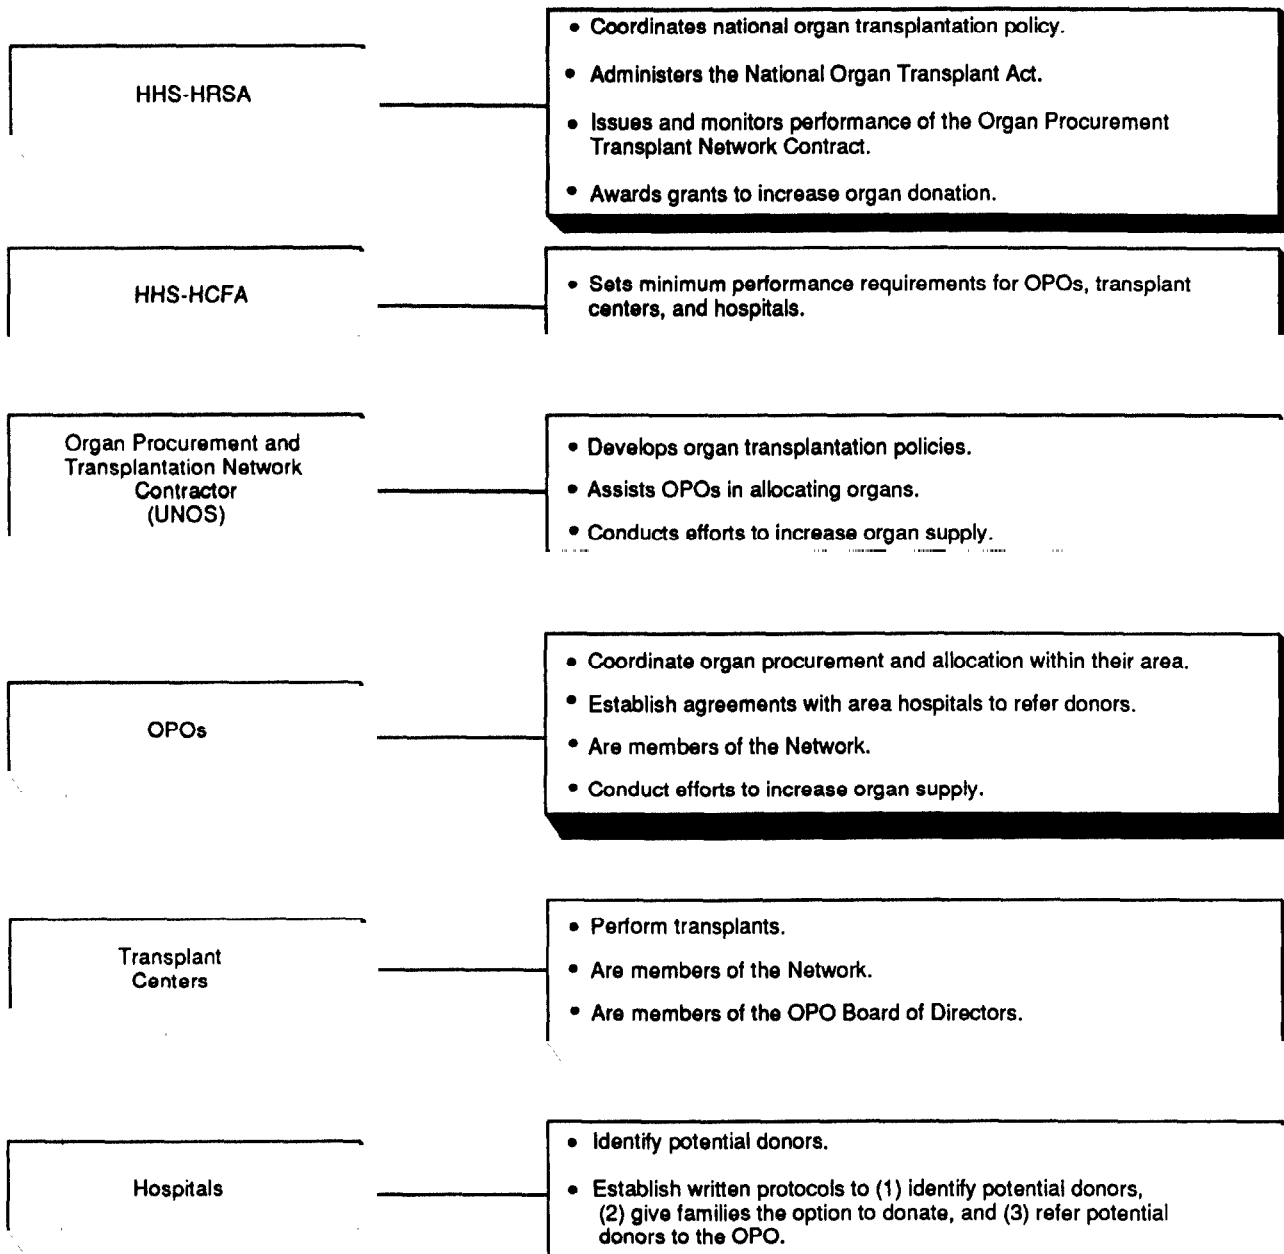 HHS-HRSA
• Coordinates national organ transplantation policy.
• Administers the National Organ Transplant Act.
• Issues and monitors performance of the Organ Procurement
Transplant Network Contract.
• Awards grants to increase organ donation.
HHS-HCFA
• Sets minimum performance requirements for OPOs, transplant
centers, and hospitals.
Organ Procurement and
Transplantation Network
Contractor
(UNOS)
• Develops organ transplantation policies.
• Assists OPOs in allocating organs.
• Conducts efforts to increase organ supply.
OPOs
• Coordinate organ procurement and allocation within their area.
• Establish agreements with area hospitals to refer donors.
• Are members of the Network.
• Conduct efforts to increase organ supply.
Transplant
Centers
• Perform transplants.
• Are members of the Network.
• Are members of the OPO Board of Directors.
Hospitals
• Identify potential donors.
• Establish written protocols to (1) identify potential donors,
(2) give families the option to donate, and (3) refer potential
donors to the OPO.